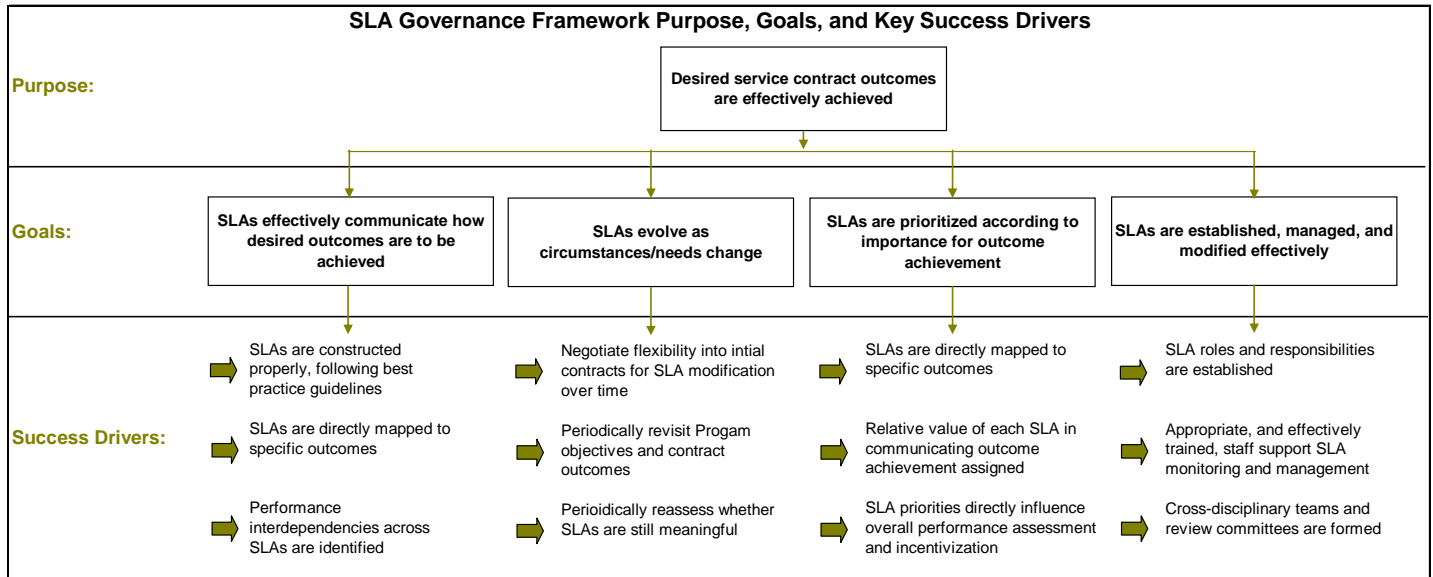 SLA Governance Framework Purpose, Goals, and Key Success Drivers
Purpose:
Desired service contract outcomes
are effectively achieved
Goals:
SLAs effectively communicate how
desired outcomes are to be
achieved
SLAs evolve as
circumstances/needs change
SLAs are prioritized according to
importance for outcome
achievement
SLAs are established, managed, and
modified effectively
Success Drivers:
SLAs are constructed
properly, following best
practice guidelines
SLAs are directly mapped to
specific outcomes
Performance
interdependencies across
SLAs are identified
Negotiate flexibility into intial
contracts for SLA modification
over time
Periodically revisit Progam
objectives and contract
outcomes
Perioidically reassess whether
SLAs are still meaningful
SLAs are directly mapped to
specific outcomes
Relative value of each SLA in
communicating outcome
achievement assigned
SLA priorities directly influence
overall performance assessment
and incentivization
SLA roles and responsibilities
are established
Appropriate, and effectively
trained, staff support SLA
monitoring and management
Cross-disciplinary teams and
review committees are formed